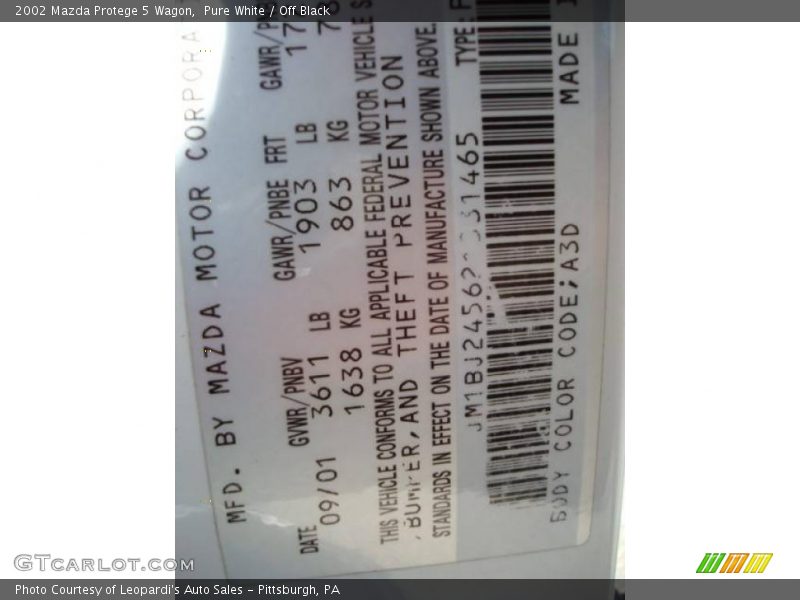 2002 Mazda Protege 5 Wagon, Pure White / Off Black
MFD. BY MAZDA MOTOR
DATE GVWR/PNBV GAWR/PNBE FRT
09/01 3611 LB 1903 LB
1638 KG 863 KG
THIS VEHICLE CONFORMS TO ALL APPLICABLE FEDERAL MOTOR VEHICLE
, BUMPER, AND THEFT PREVENTION
STANDARDS IN EFFECT ON THE DATE OF MANUFACTURE SHOWN ABOVE.
TYPE:
BODY COLOR CODE;A3D MADE
GTCarlot.com
Photo Courtesy of Leopardi's Auto Sales - Pittsburgh, PA